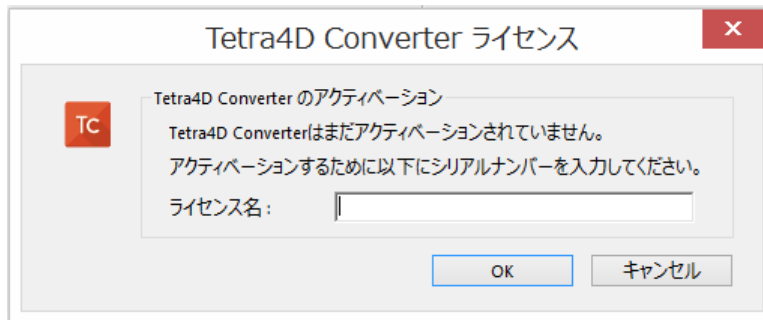 Tetra4D Converter ライセンス
Tetra4D Converter のアクティベーション
TC
Tetra4D Converterはまだアクティベーションされていません。
アクティベーションするために以下にシリアルナンバーを入力してください。
ライセンス名：
OK
キャンセル